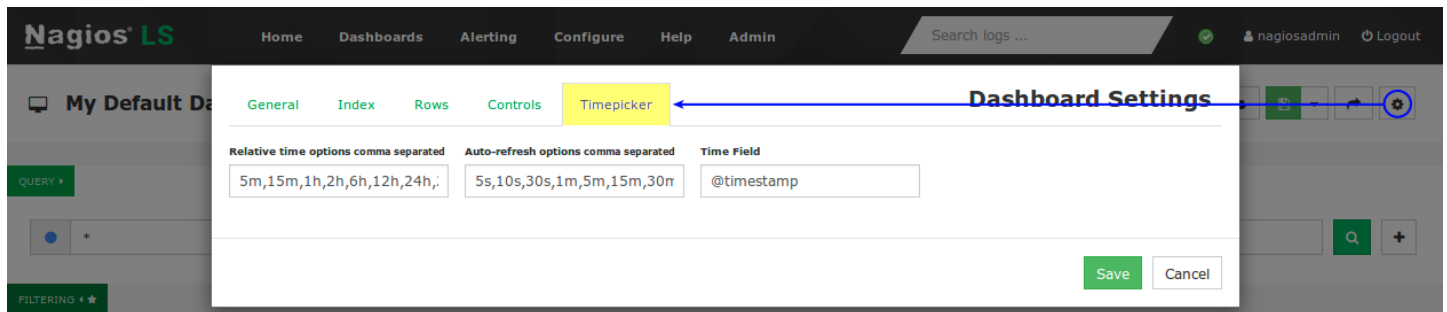 Nagios® LS Home Dashboards Alerting Configure Help Admin Search logs ... nagiosadmin Logout
My Default Da
General Index Rows Controls Timepicker Dashboard Settings
Relative time options comma separated Auto-refresh options comma separated Time Field
5m,15m,1h,2h,6h,12h,24h, 5s,10s,30s,1m,5m,15m,30m @timestamp
QUERY
*
Save Cancel
FILTERING